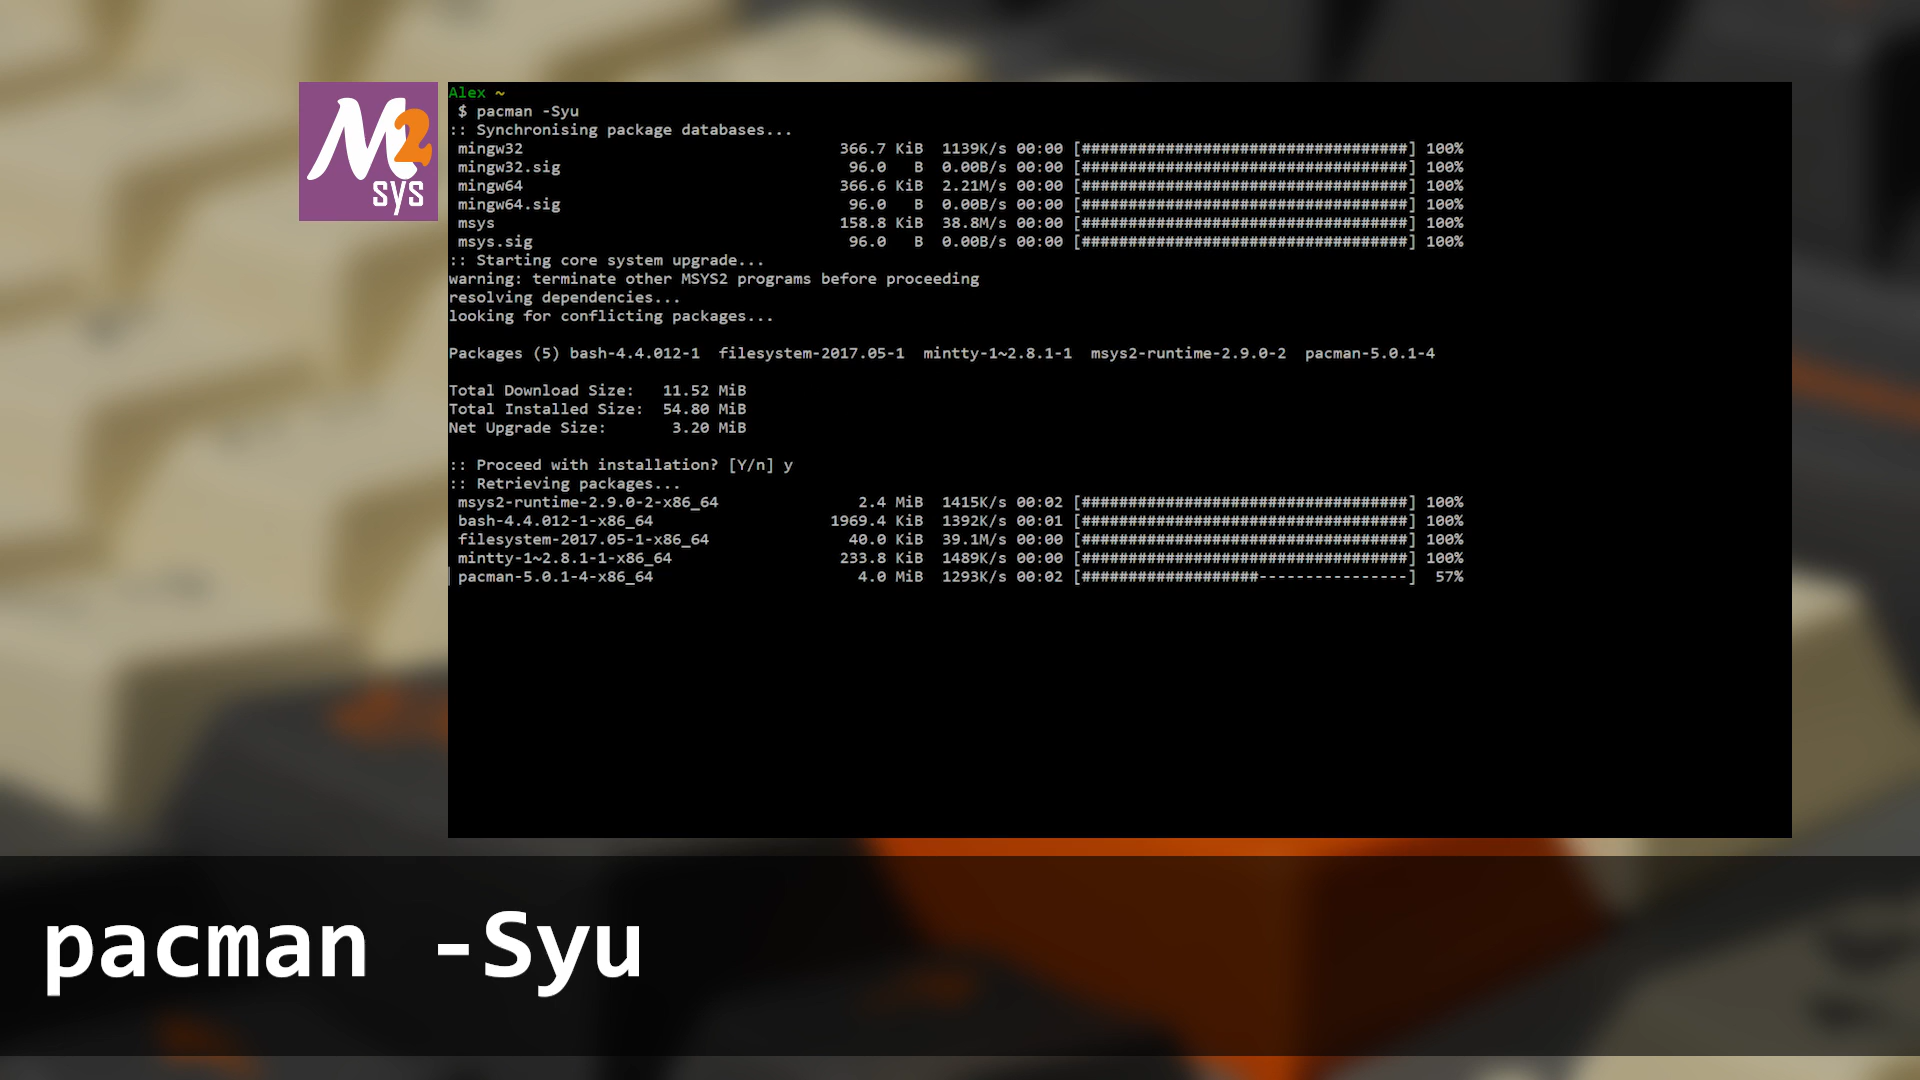 M2
sys
Alex ~
$ pacman -Syu
:: Synchronising package databases...
mingw32 366.7 KiB 1139K/s 00:00 [###################################] 100%
mingw32.sig 96.0 B 0.00B/s 00:00 [###################################] 100%
mingw64 366.6 KiB 2.21M/s 00:00 [###################################] 100%
mingw64.sig 96.0 B 0.00B/s 00:00 [###################################] 100%
msys 158.8 KiB 38.8M/s 00:00 [###################################] 100%
msys.sig 96.0 B 0.00B/s 00:00 [###################################] 100%
:: Starting core system upgrade...
warning: terminate other MSYS2 programs before proceeding
resolving dependencies...
looking for conflicting packages...
Packages (5) bash-4.4.012-1 filesystem-2017.05-1 mintty-1~2.8.1-1 msys2-runtime-2.9.0-2 pacman-5.0.1-4
Total Download Size: 11.52 MiB
Total Installed Size: 54.80 MiB
Net Upgrade Size: 3.20 MiB
:: Proceed with installation? [Y/n] y
:: Retrieving packages...
msys2-runtime-2.9.0-2-x86_64 2.4 MiB 1415K/s 00:02 [###################################] 100%
bash-4.4.012-1-x86_64 1969.4 KiB 1392K/s 00:01 [###################################] 100%
filesystem-2017.05-1-x86_64 40.0 KiB 39.1M/s 00:00 [###################################] 100%
mintty-1~2.8.1-1-x86_64 233.8 KiB 1489K/s 00:00 [###################################] 100%
pacman-5.0.1-4-x86_64 4.0 MiB 1293K/s 00:02 [###################----------------] 57%
pacman -Syu